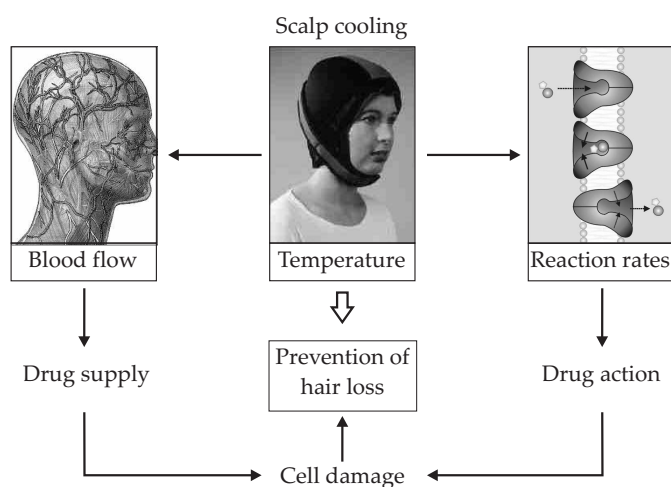 Scalp cooling
Blood flow
Temperature
Reaction rates
Drug supply
Prevention of
hair loss
Drug action
Cell damage